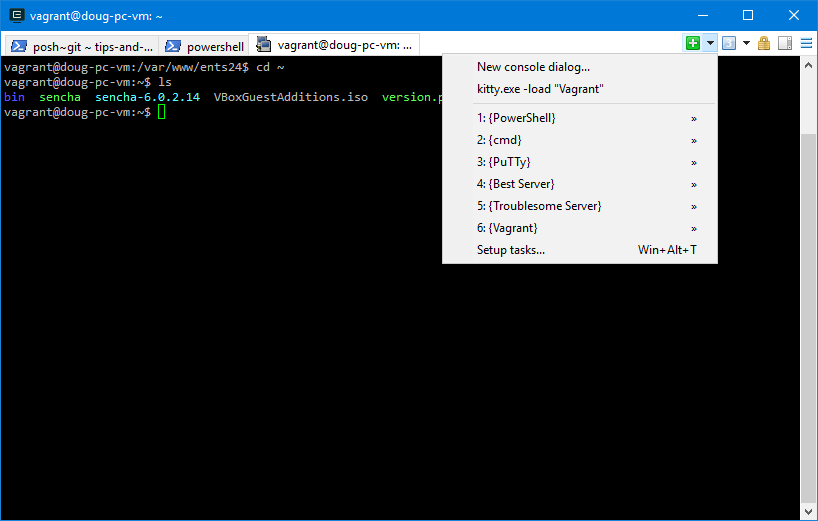 vagrant@doug-pc-vm: ~
posh~git ~ tips-and-...
powershell
vagrant@doug-pc-vm: ...
vagrant@doug-pc-vm:/var/www/ents24$ cd ~
vagrant@doug-pc-vm:~$ ls
bin sencha sencha-6.0.2.14 VBoxGuestAdditions.iso version.p
vagrant@doug-pc-vm:~$
New console dialog...
kitty.exe -load "Vagrant"
1: {PowerShell} »
2: {cmd} »
3: {PuTTy} »
4: {Best Server} »
5: {Troublesome Server} »
6: {Vagrant} »
Setup tasks... Win+Alt+T